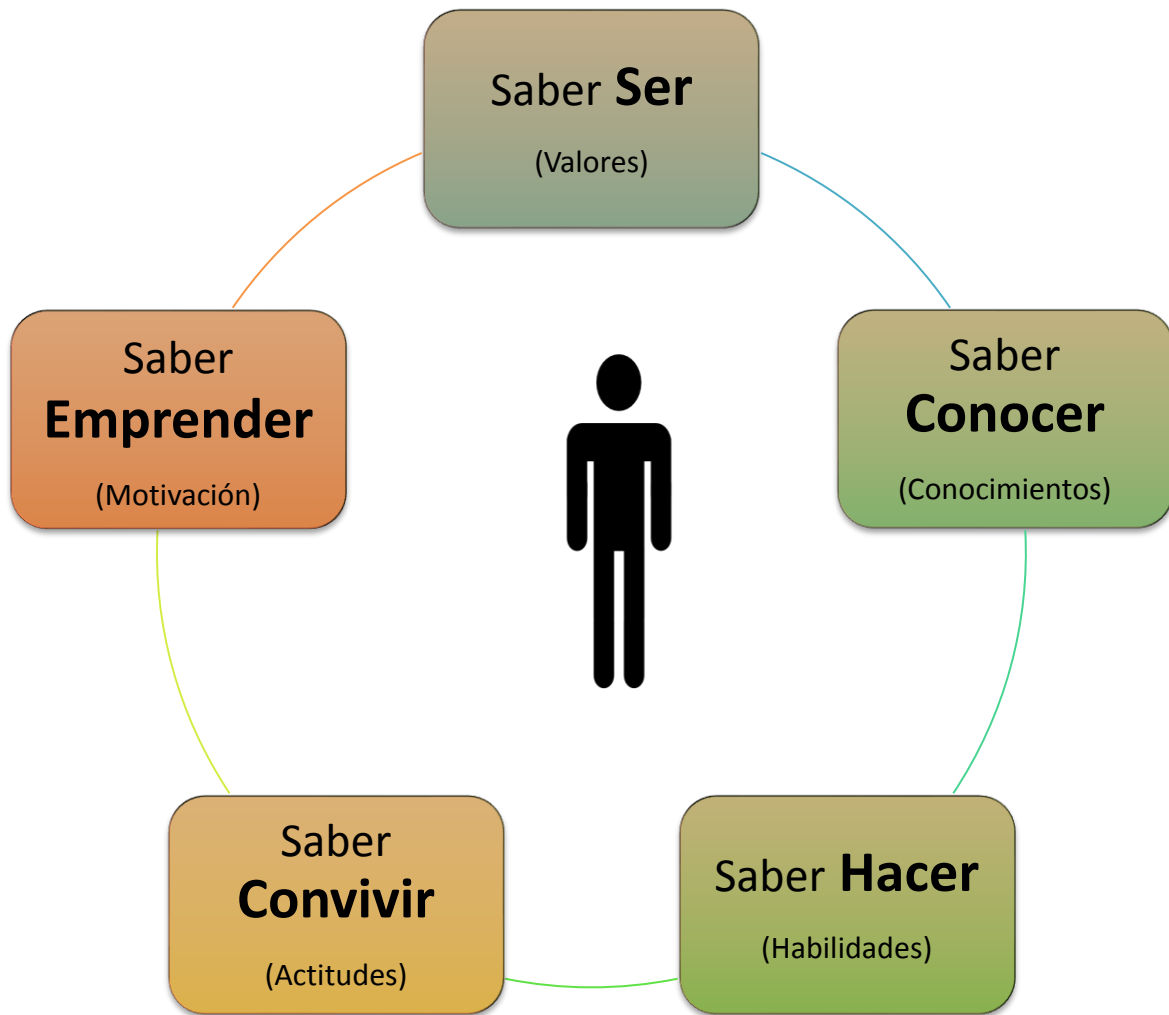 Saber Ser
(Valores)
Saber
Conocer
(Conocimientos)
Saber Hacer
(Habilidades)
Saber
Convivir
(Actitudes)
Saber
Emprender
(Motivación)